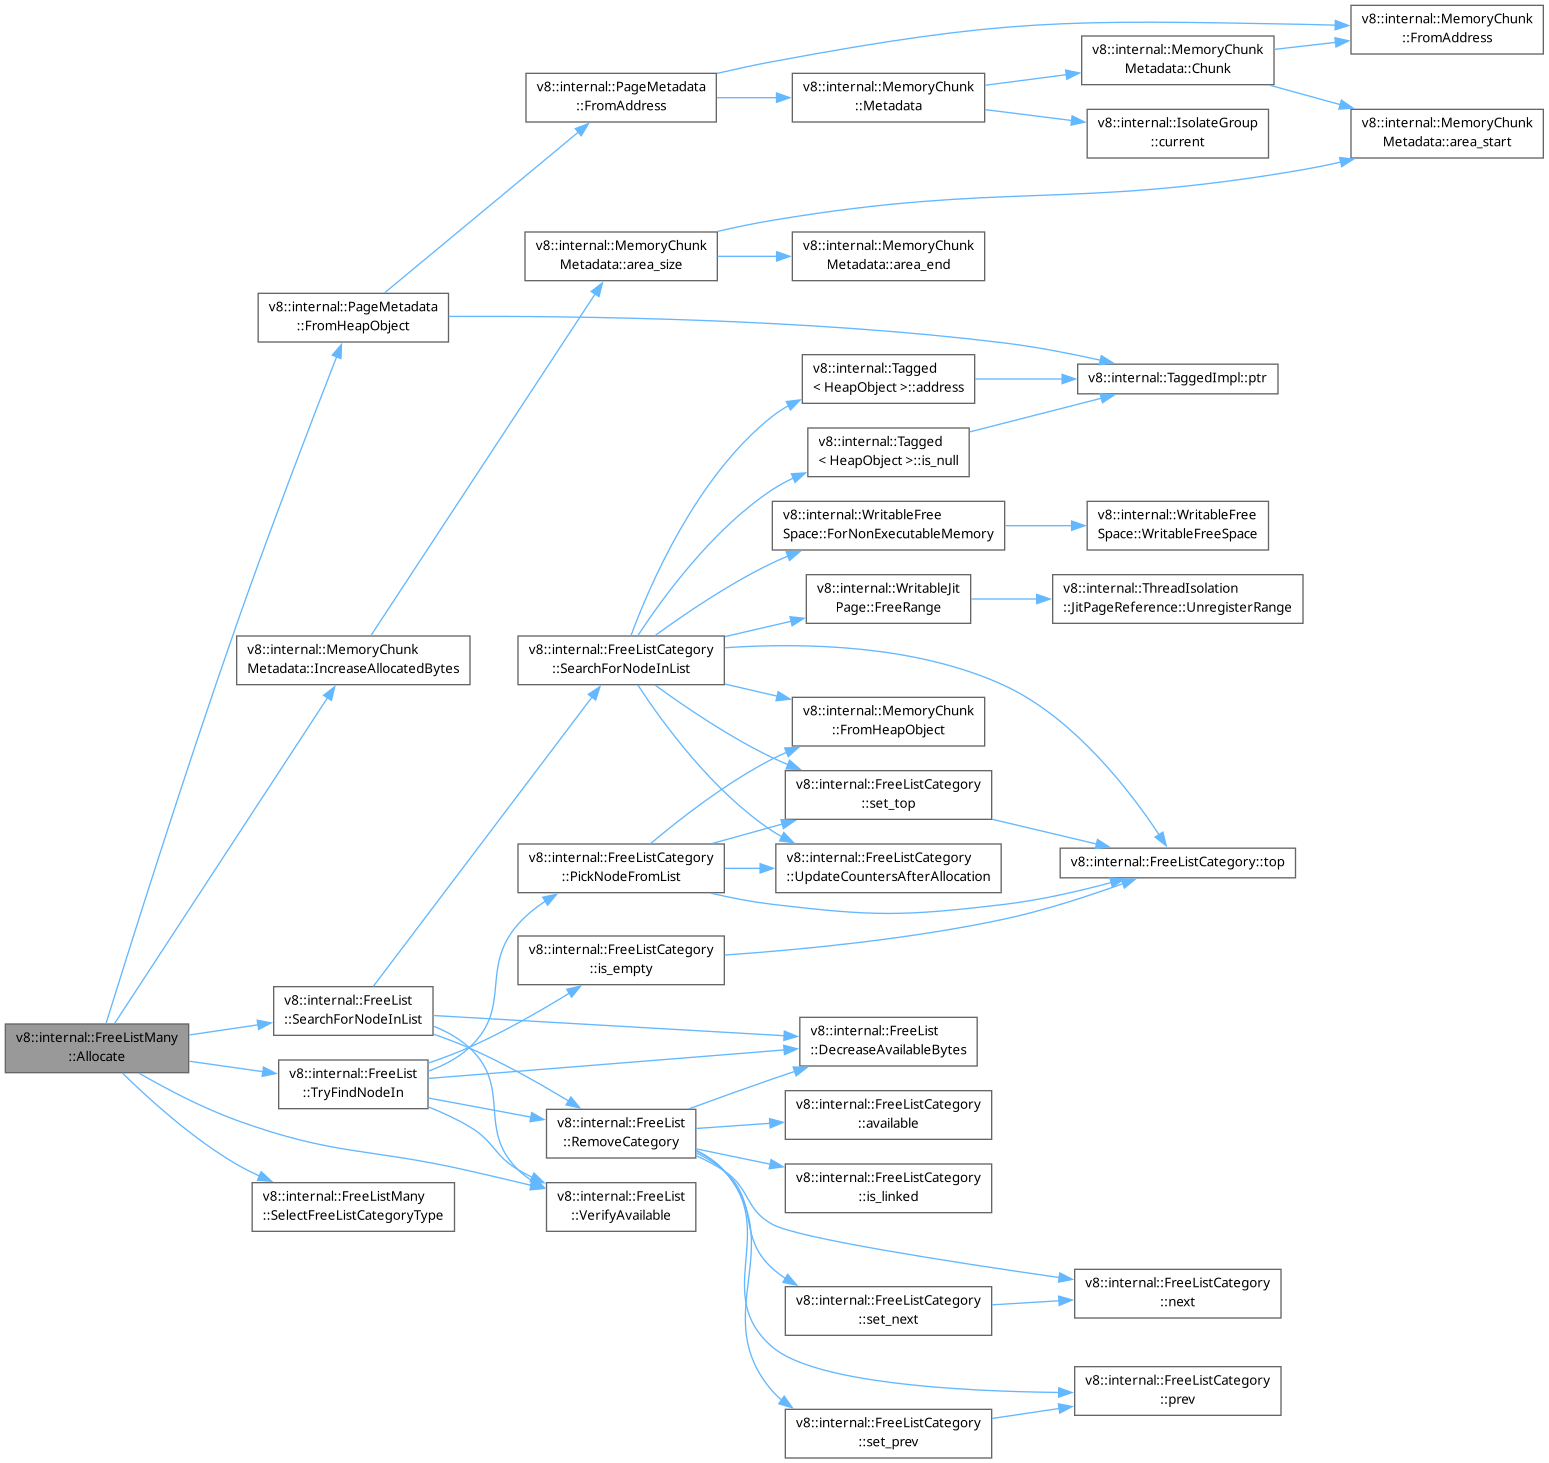 v8::internal::FreeListMany
::Allocate
v8::internal::PageMetadata
::FromHeapObject
v8::internal::PageMetadata
::FromAddress
v8::internal::MemoryChunk
::FromAddress
v8::internal::MemoryChunk
::Metadata
v8::internal::MemoryChunk
Metadata::Chunk
v8::internal::MemoryChunk
Metadata::area_start
v8::internal::IsolateGroup
::current
v8::internal::TaggedImpl::ptr
v8::internal::MemoryChunk
Metadata::IncreaseAllocatedBytes
v8::internal::MemoryChunk
Metadata::area_size
v8::internal::MemoryChunk
Metadata::area_end
v8::internal::FreeList
::SearchForNodeInList
v8::internal::FreeListCategory
::SearchForNodeInList
v8::internal::Tagged
< HeapObject >::address
v8::internal::Tagged
< HeapObject >::is_null
v8::internal::WritableFree
Space::ForNonExecutableMemory
v8::internal::WritableFree
Space::WritableFreeSpace
v8::internal::WritableJit
Page::FreeRange
v8::internal::ThreadIsolation
::JitPageReference::UnregisterRange
v8::internal::MemoryChunk
::FromHeapObject
v8::internal::FreeListCategory
::set_top
v8::internal::FreeListCategory
::UpdateCountersAfterAllocation
v8::internal::FreeListCategory::top
v8::internal::FreeListCategory
::PickNodeFromList
v8::internal::FreeListCategory
::is_empty
v8::internal::FreeList
::TryFindNodeIn
v8::internal::FreeList
::DecreaseAvailableBytes
v8::internal::FreeList
::RemoveCategory
v8::internal::FreeListCategory
::available
v8::internal::FreeListCategory
::is_linked
v8::internal::FreeList
::VerifyAvailable
v8::internal::FreeListMany
::SelectFreeListCategoryType
v8::internal::FreeListCategory
::next
v8::internal::FreeListCategory
::set_next
v8::internal::FreeListCategory
::prev
v8::internal::FreeListCategory
::set_prev